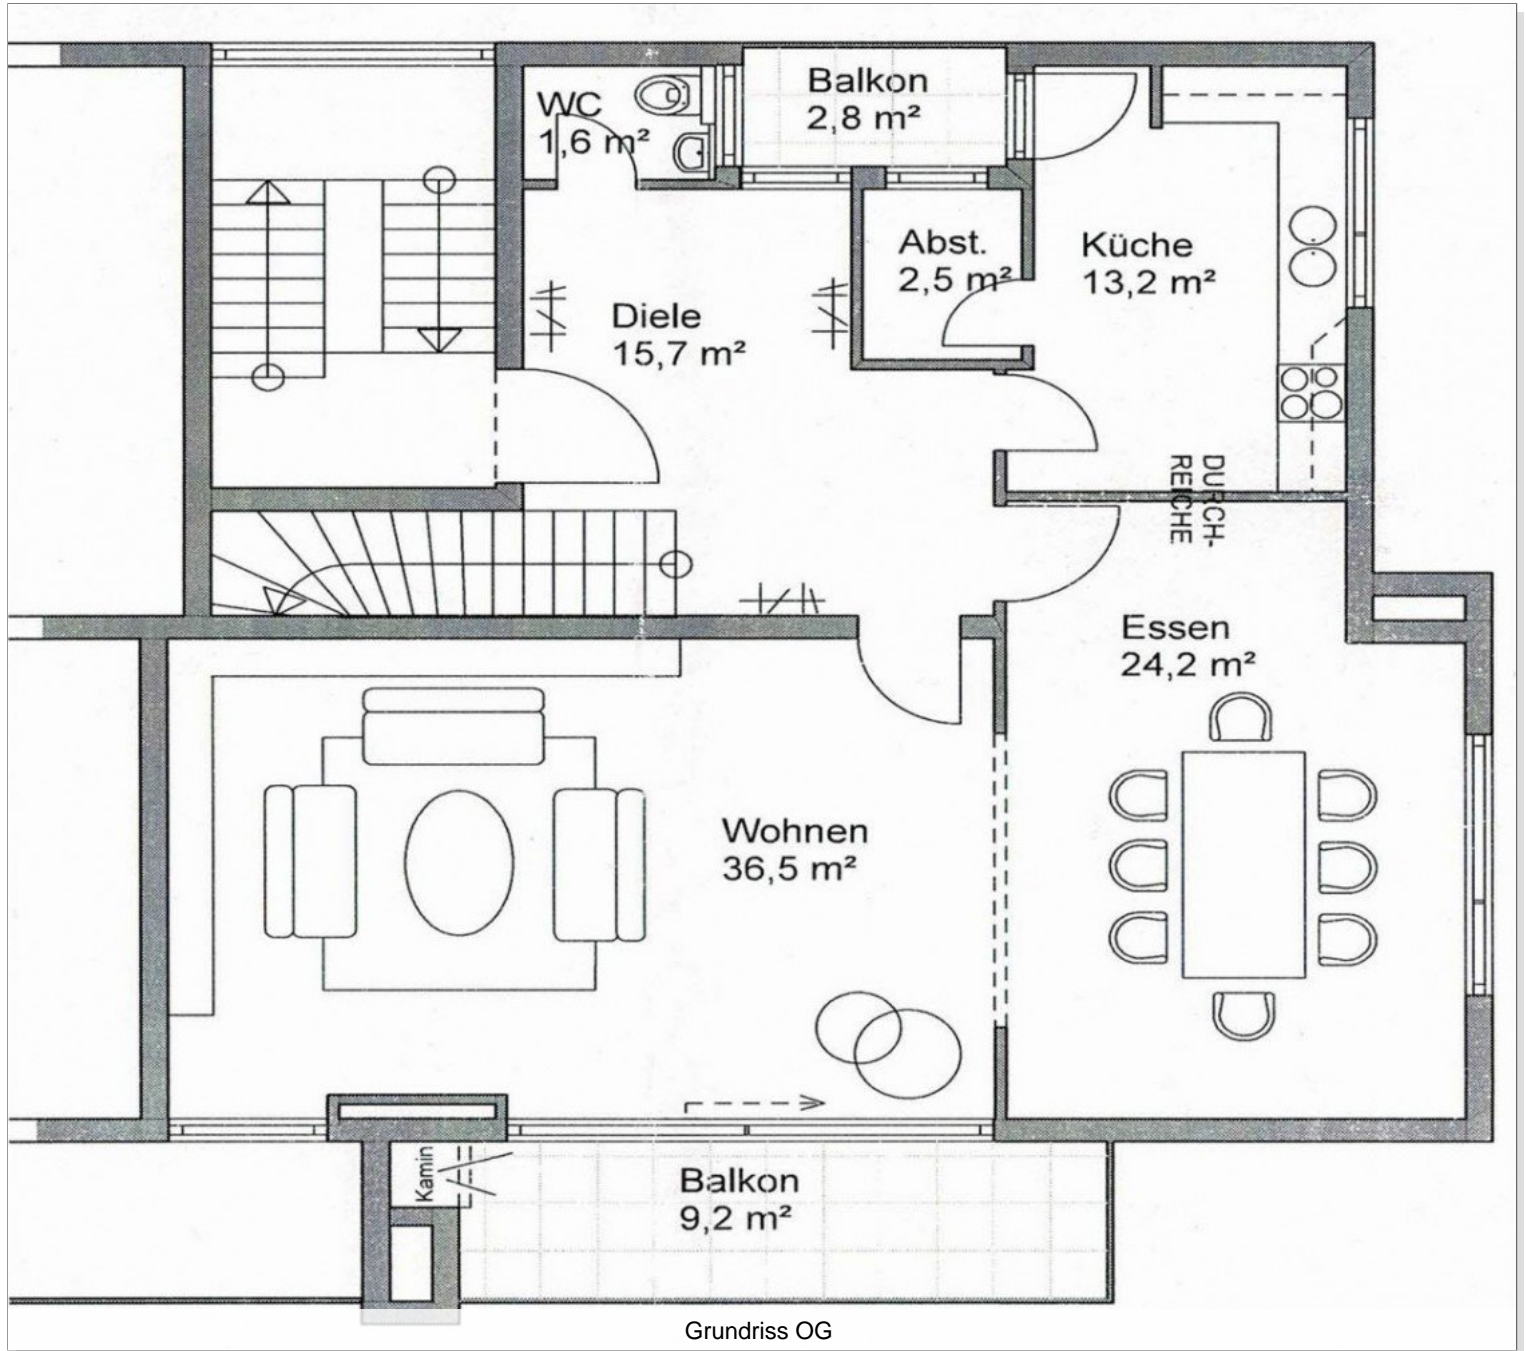 WC
1,6 m²
Balkon
2,8 m²
Abst.
2,5 m²
Küche
13,2 m²
Diele
15,7 m²
DURCH-
REICHE
Essen
24,2 m²
Wohnen
36,5 m²
Kamin
Balkon
9,2 m²
Grundriss OG